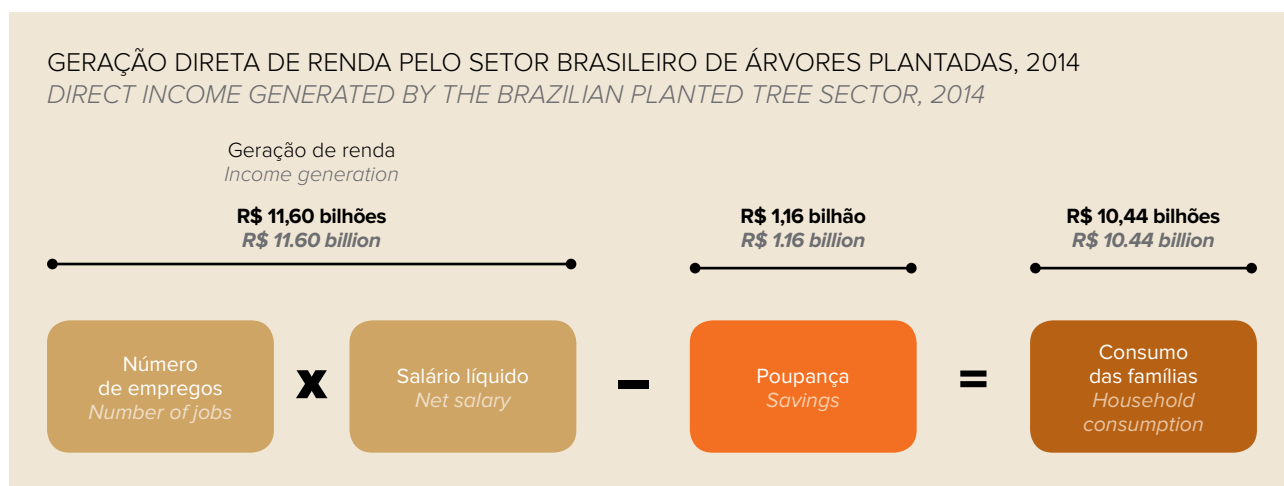 GERAÇÃO DIRETA DE RENDA PELO SETOR BRASILEIRO DE ÁRVORES PLANTADAS, 2014
DIRECT INCOME GENERATED BY THE BRAZILIAN PLANTED TREE SECTOR, 2014
Geração de renda
Income generation
R$ 11,60 bilhões
R$ 11.60 billion
R$ 1,16 bilhão
R$ 1.16 billion
R$ 10,44 bilhões
R$ 10.44 billion
Número
de empregos
Number of jobs
x
Salário líquido
Net salary
–
Poupança
Savings
=
Consumo
das famílias
Household
consumption